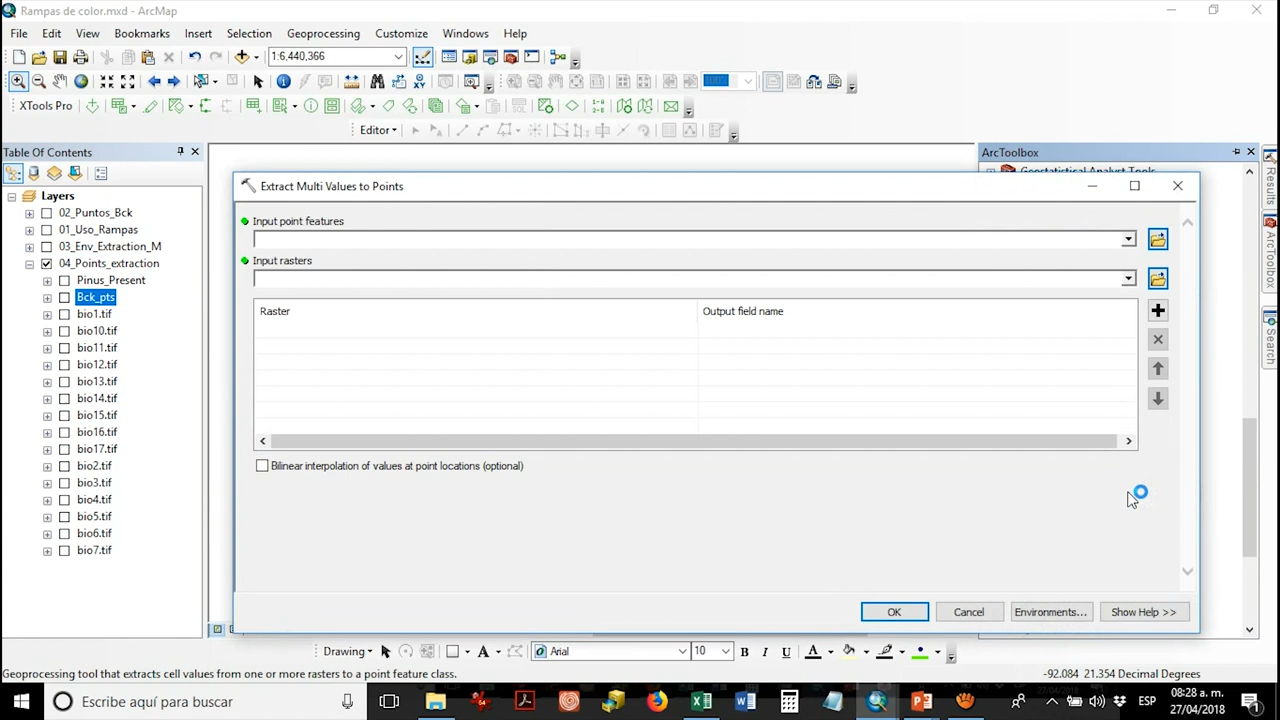 Rampas de color.mxd - ArcMap
File Edit View Bookmarks Insert Selection Geoprocessing Customize Windows Help
1:6,440,366
XTools Pro
Editor
Table Of Contents
ArcToolbox
Geostatistical Analyst Tools
Layers
02_Puntos_Bck
01_Uso_Rampas
03_Env_Extraction_M
04_Points_extraction
Pinus_Present
Bck_pts
bio1.tif
bio10.tif
bio11.tif
bio12.tif
bio13.tif
bio14.tif
bio15.tif
bio16.tif
bio17.tif
bio2.tif
bio3.tif
bio4.tif
bio5.tif
bio6.tif
bio7.tif
Extract Multi Values to Points
Input point features
Input rasters
Raster Output field name
Bilinear interpolation of values at point locations (optional)
OK Cancel Environments... Show Help >>
Results
ArcToolbox
Search
Drawing A Arial 10 B I U A
Geoprocessing tool that extracts cell values from one or more rasters to a point feature class.
-92.084 21.354 Decimal Degrees
Escribe aquí para buscar
ESP
08:28 a. m.
27/04/2018